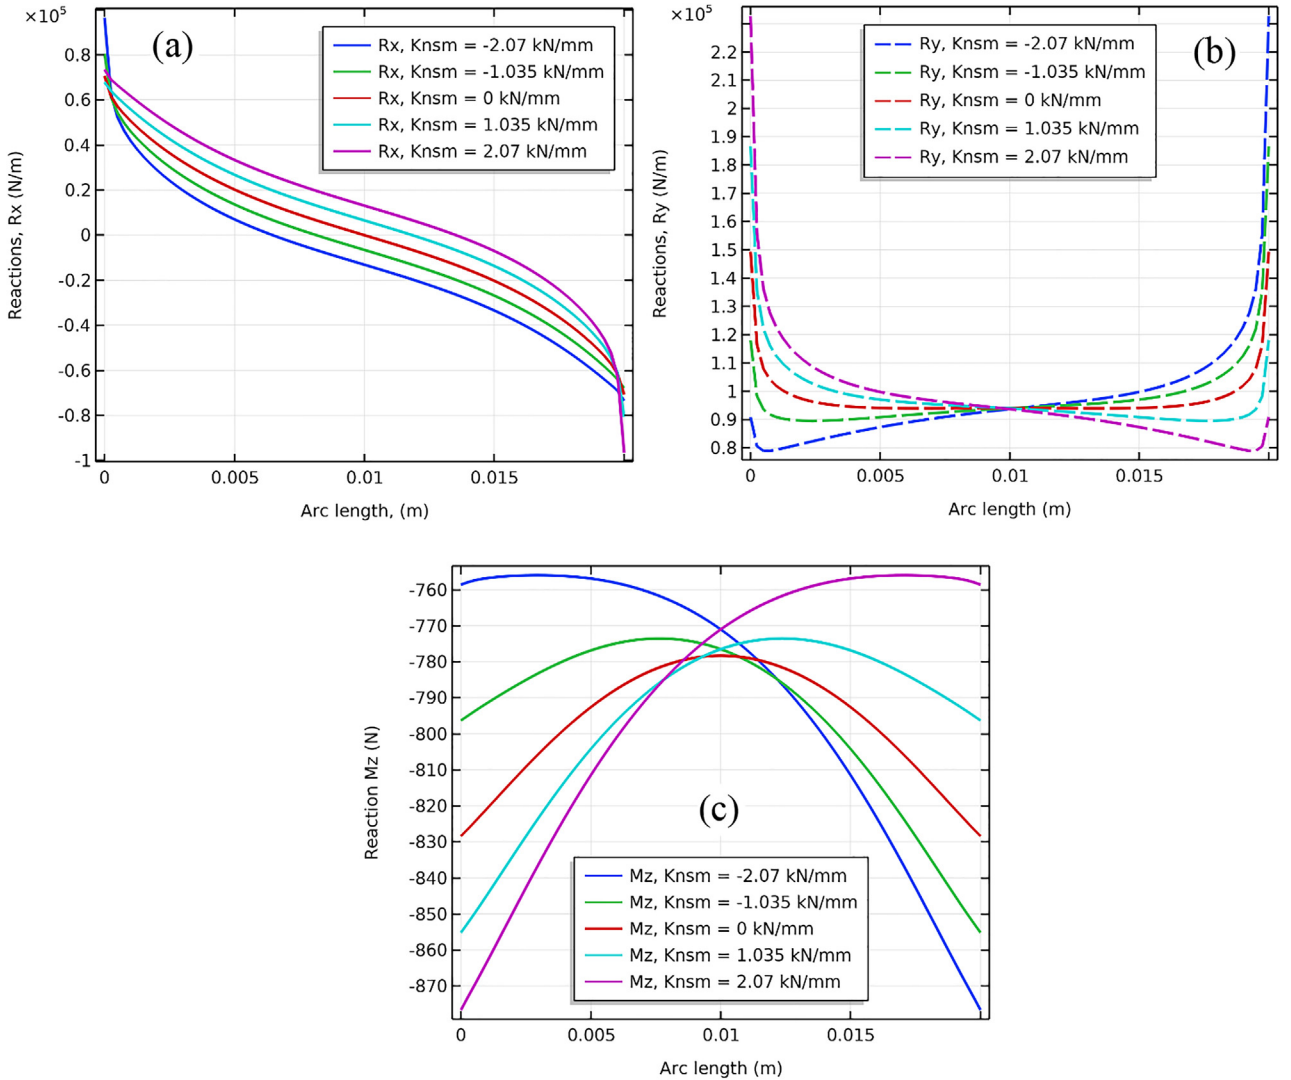 ×10⁵
(a)
Rx, Knsm = -2.07 kN/mm
Rx, Knsm = -1.035 kN/mm
Rx, Knsm = 0 kN/mm
Rx, Knsm = 1.035 kN/mm
Rx, Knsm = 2.07 kN/mm
0.8
0.6
0.4
0.2
0
-0.2
-0.4
-0.6
-0.8
-1
Reactions, Rx (N/m)
0 0.005 0.01 0.015
Arc length, (m)
×10⁵
(b)
Ry, Knsm = -2.07 kN/mm
Ry, Knsm = -1.035 kN/mm
Ry, Knsm = 0 kN/mm
Ry, Knsm = 1.035 kN/mm
Ry, Knsm = 2.07 kN/mm
2.2
2.1
2
1.9
1.8
1.7
1.6
1.5
1.4
1.3
1.2
1.1
1
0.9
0.8
Reactions, Ry (N/m)
0 0.005 0.01 0.015
Arc length (m)
-760
-770
-780
-790
-800
-810
-820
-830
-840
-850
-860
-870
Reaction Mz (N)
(c)
Mz, Knsm = -2.07 kN/mm
Mz, Knsm = -1.035 kN/mm
Mz, Knsm = 0 kN/mm
Mz, Knsm = 1.035 kN/mm
Mz, Knsm = 2.07 kN/mm
0 0.005 0.01 0.015
Arc length (m)